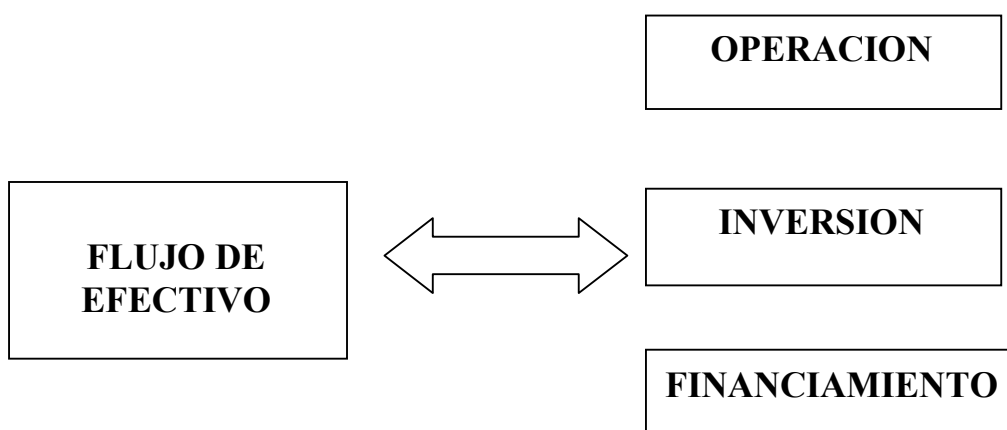 OPERACION
INVERSION
FLUJO DE
EFECTIVO
FINANCIAMIENTO